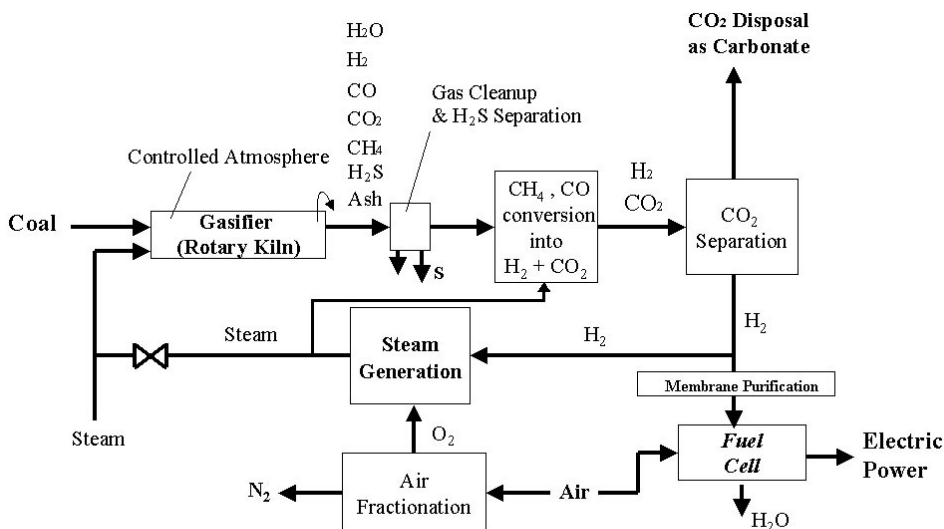 H2O
H2
CO
CO2
CH4
H2S
Ash
CO2 Disposal
as Carbonate
Gas Cleanup
& H2S Separation
Controlled Atmosphere
Coal
Gasifier
(Rotary Kiln)
S
CH4 , CO
conversion
into
H2 + CO2
H2
CO2
CO2
Separation
H2
Steam
Steam
Generation
H2
Membrane Purification
Steam
O2
Fuel
Cell
Electric
Power
N2
Air
Fractionation
Air
H2O